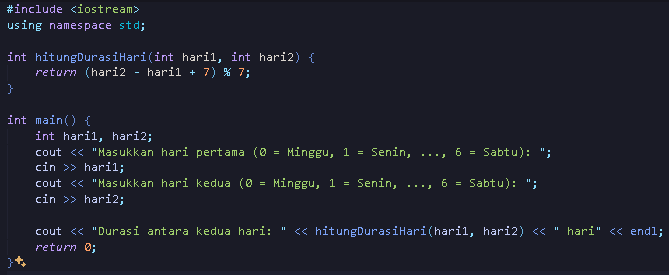 #include <iostream>
using namespace std;
int hitungDurasiHari(int hari1, int hari2) {
return (hari2 - hari1 + 7) % 7;
}
int main() {
int hari1, hari2;
cout << "Masukkan hari pertama (0 = Minggu, 1 = Senin, ..., 6 = Sabtu): ";
cin >> hari1;
cout << "Masukkan hari kedua (0 = Minggu, 1 = Senin, ..., 6 = Sabtu): ";
cin >> hari2;
cout << "Durasi antara kedua hari: " << hitungDurasiHari(hari1, hari2) << " hari" << endl;
return 0;
}